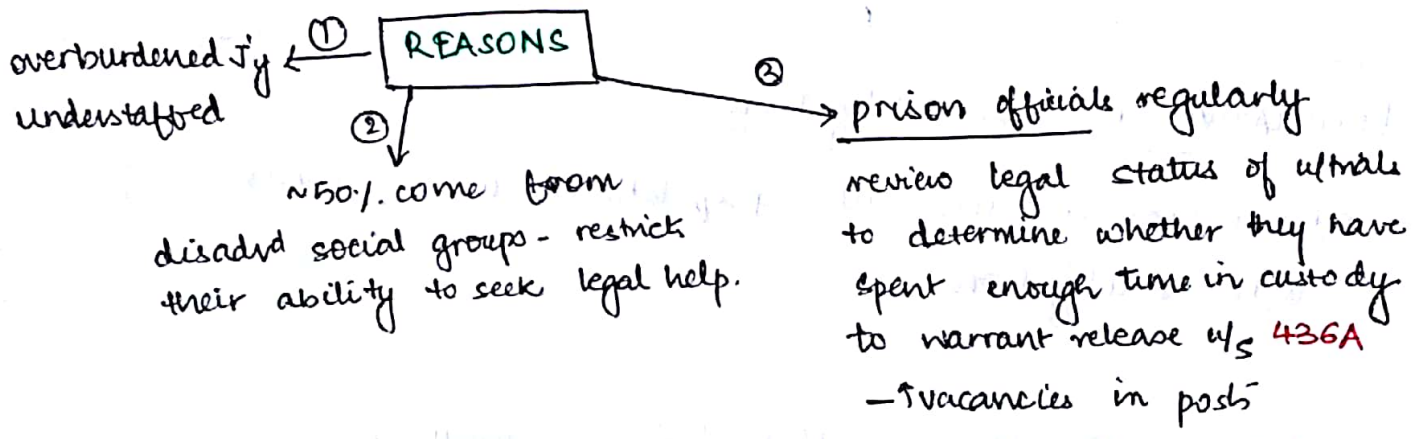 REASONS
①
overburdened J'y
understaffed
②
~50%. come from
disadvd social groups - restrick
their ability to seek legal help.
③
prison officials regularly
review legal status of u/trials
to determine whether they have
spent enough time in custody
to warrant release u/s 436A
- ↑vacancies in posts